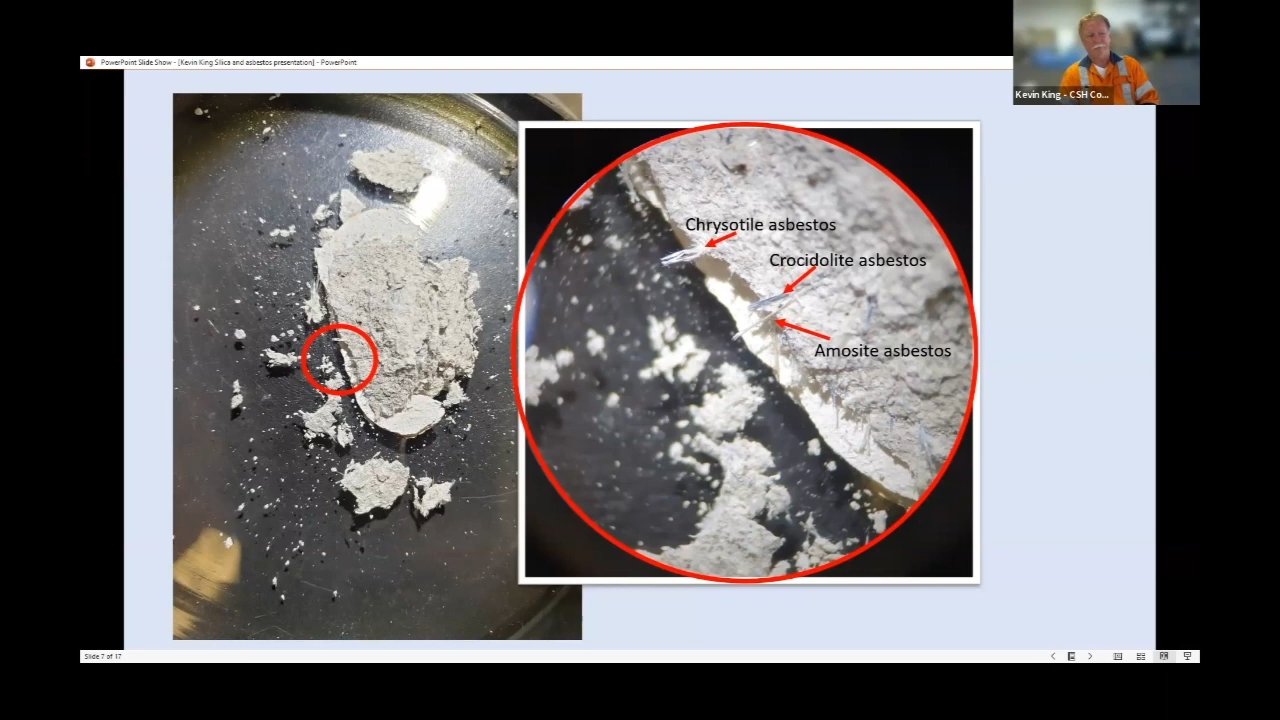 PowerPoint Slide Show - [Kevin King Silica and asbestos presentation] - PowerPoint
Kevin King - CSH Co...
Chrysotile asbestos
Crocidolite asbestos
Amosite asbestos
Slide 7 of 17